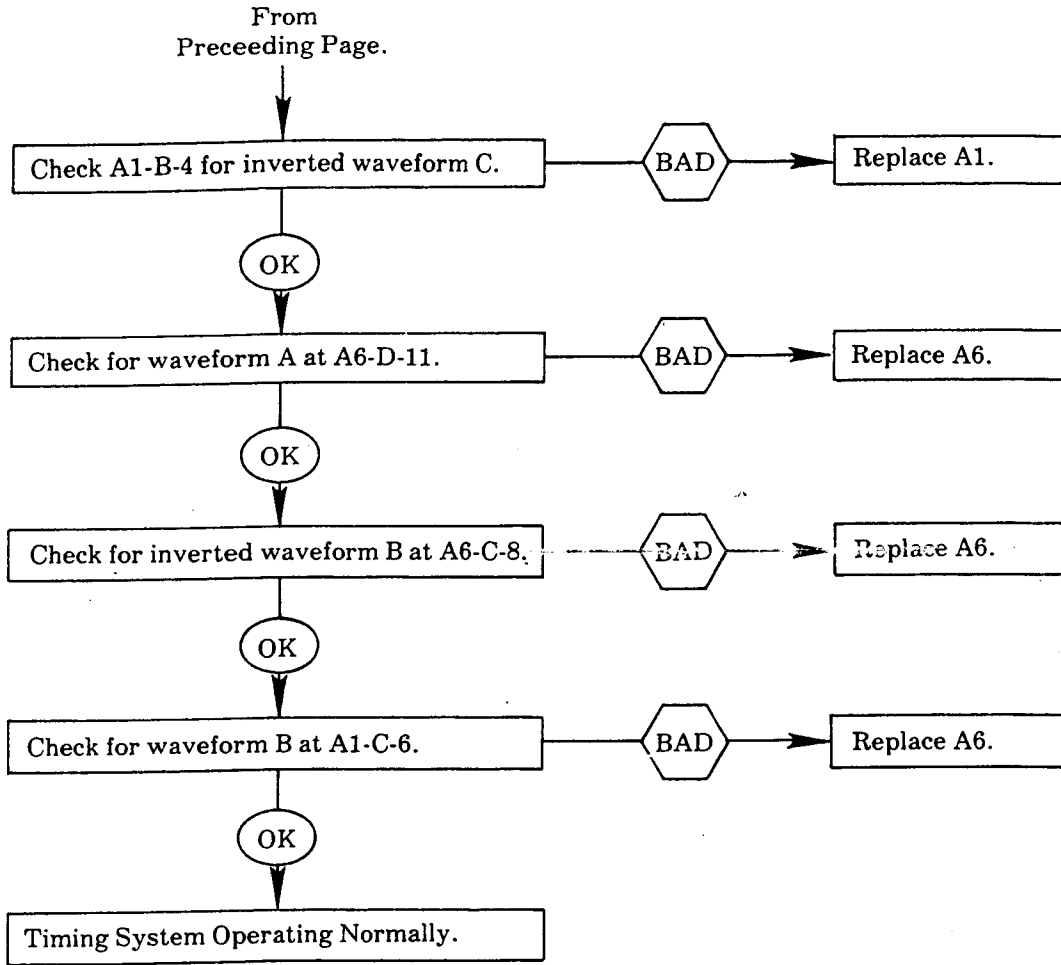 From
Preceeding Page.
Check A1-B-4 for inverted waveform C.
BAD
Replace A1.
OK
Check for waveform A at A6-D-11.
BAD
Replace A6.
OK
Check for inverted waveform B at A6-C-8.
BAD
Replace A6.
OK
Check for waveform B at A1-C-6.
BAD
Replace A6.
OK
Timing System Operating Normally.